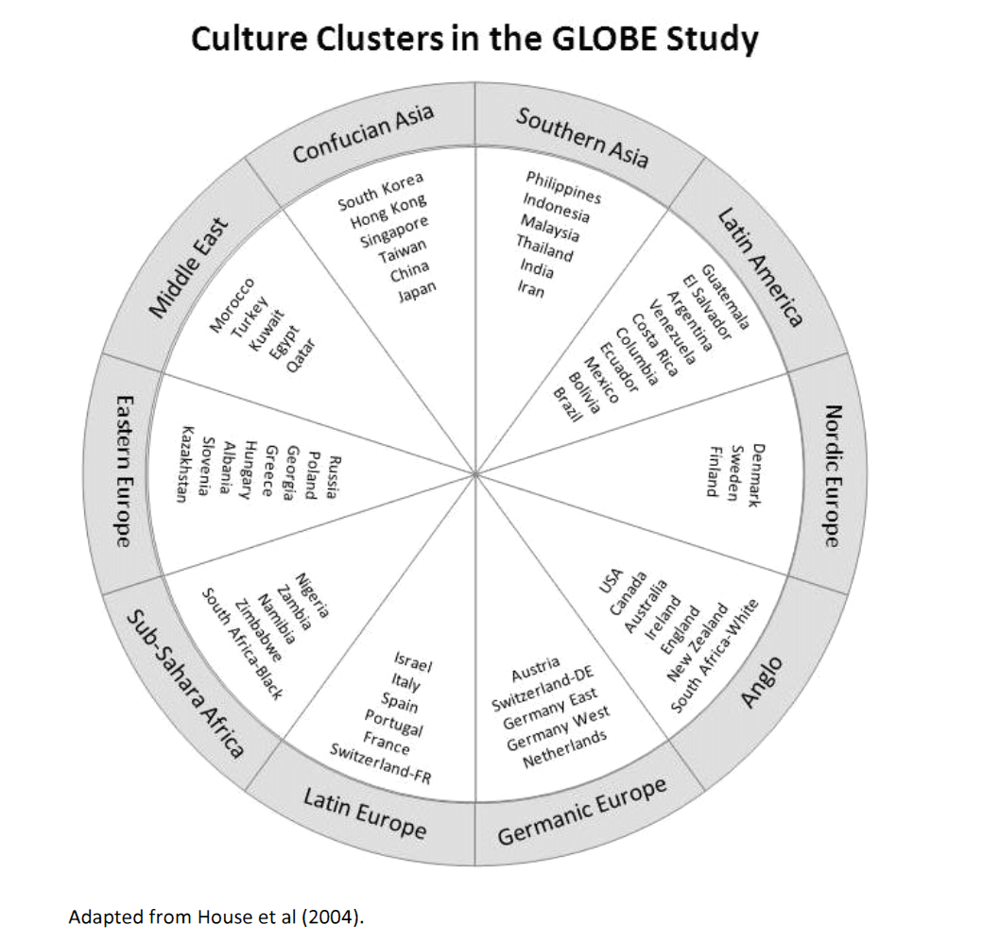 Culture Clusters in the GLOBE Study
Confucian Asia
South Korea
Hong Kong
Singapore
Taiwan
China
Japan
Southern Asia
Philippines
Indonesia
Malaysia
Thailand
India
Iran
Latin America
Guatemala
El Salvador
Argentina
Venezuela
Costa Rica
Columbia
Ecuador
Mexico
Bolivia
Brazil
Nordic Europe
Denmark
Sweden
Finland
Anglo
USA
Canada
Australia
Ireland
England
New Zealand
South Africa-White
Germanic Europe
Austria
Switzerland-DE
Germany East
Germany West
Netherlands
Latin Europe
Israel
Italy
Spain
Portugal
France
Switzerland-FR
Sub-Sahara Africa
Nigeria
Zambia
Namibia
Zimbabwe
South Africa-Black
Eastern Europe
Russia
Poland
Georgia
Greece
Hungary
Albania
Slovenia
Kazakhstan
Middle East
Morocco
Turkey
Kuwait
Egypt
Qatar
Adapted from House et al (2004).